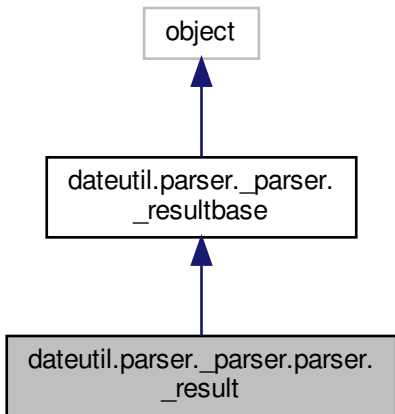 object
dateutil.parser._parser.
_resultbase
dateutil.parser._parser.parser.
_result